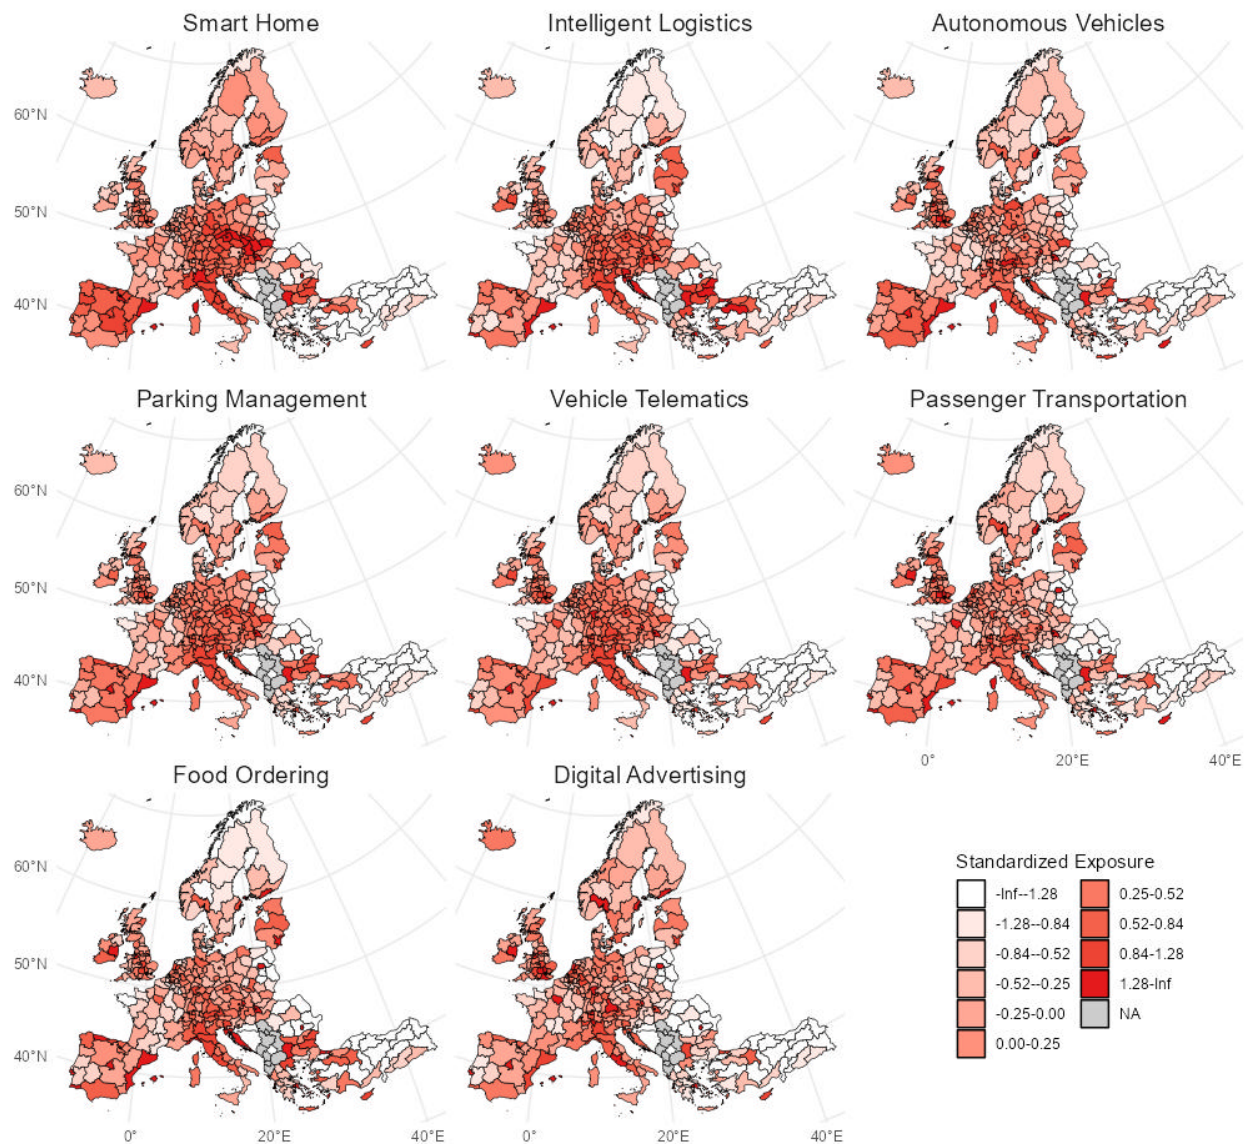 Smart Home
Intelligent Logistics
Autonomous Vehicles
60°N
50°N
40°N
Parking Management
Vehicle Telematics
Passenger Transportation
60°N
50°N
40°N
0°
20°E
40°E
Food Ordering
Digital Advertising
60°N
50°N
40°N
0°
20°E
40°E
0°
20°E
40°E
Standardized Exposure
-Inf--1.28
-1.28--0.84
-0.84--0.52
-0.52--0.25
-0.25-0.00
0.00-0.25
0.25-0.52
0.52-0.84
0.84-1.28
1.28-Inf
NA